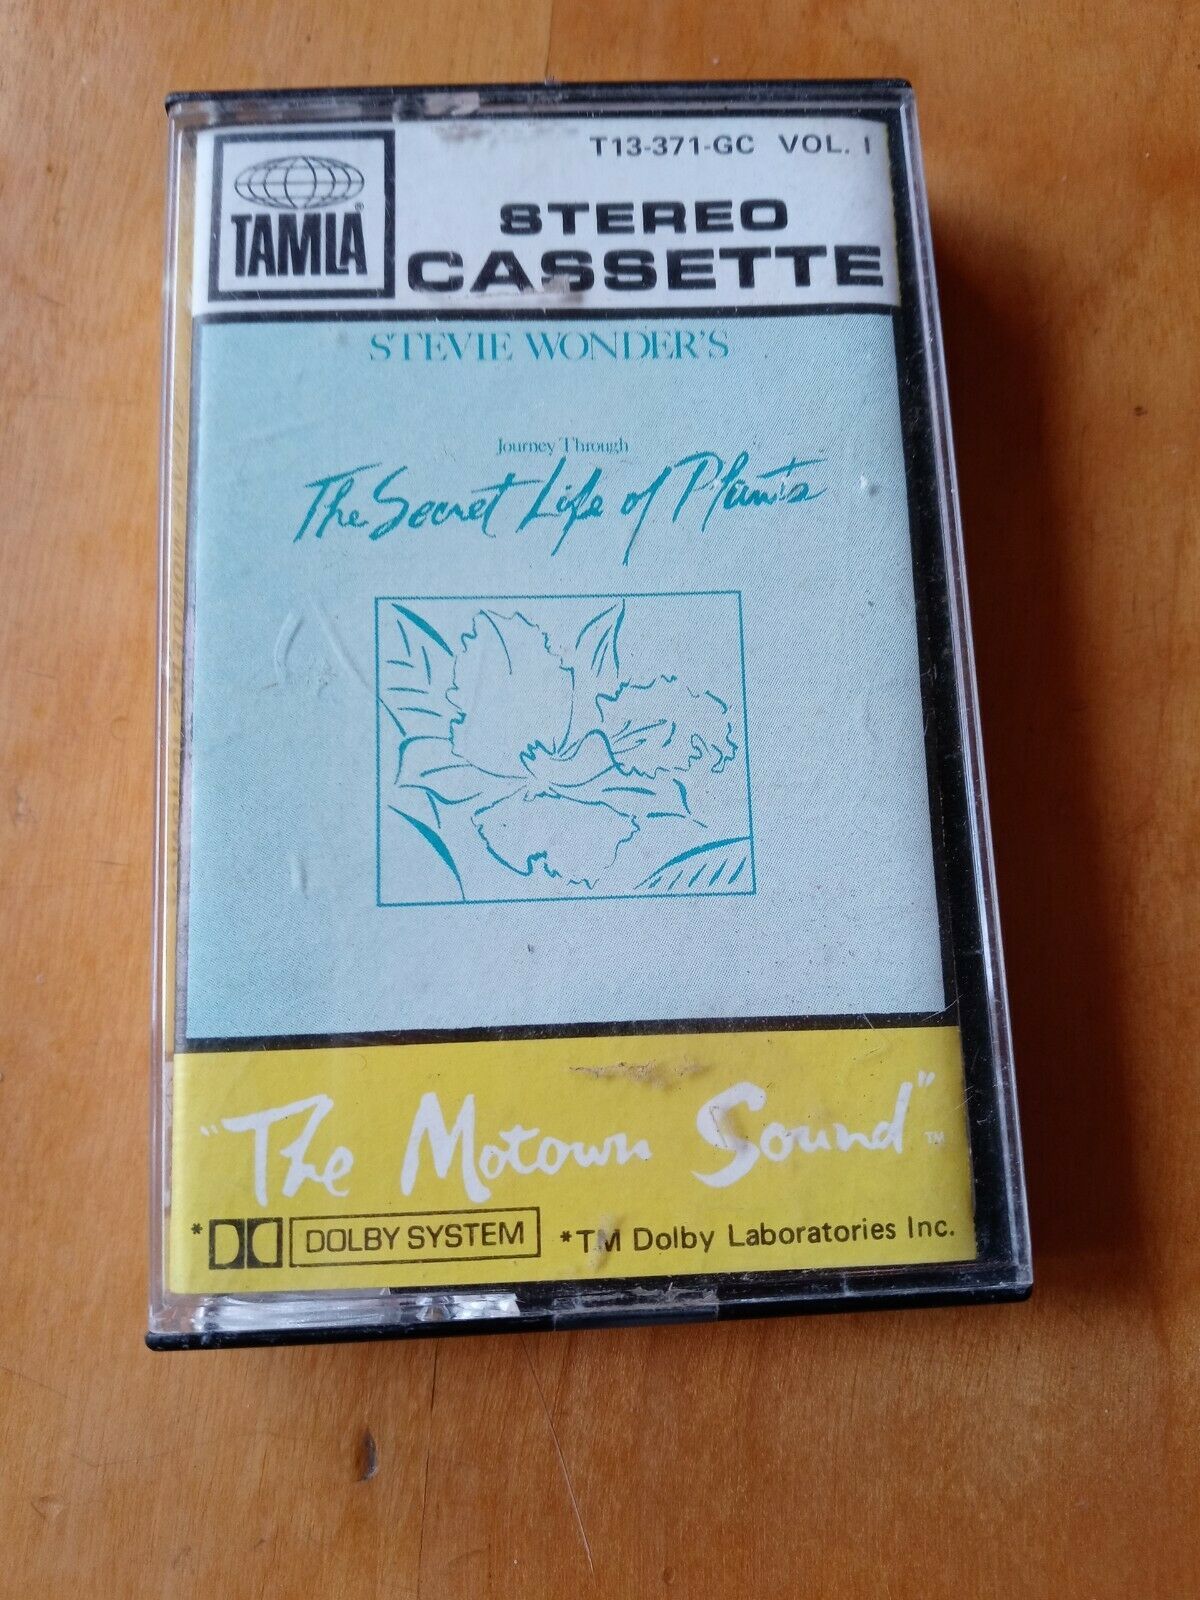 T13-371-GC VOL. I
TAMLA®
STEREO
CASSETTE
STEVIE WONDER'S
Journey Through
The Secret Life of Plants
"The Motown Sound"™
* DOLBY SYSTEM *TM Dolby Laboratories Inc.